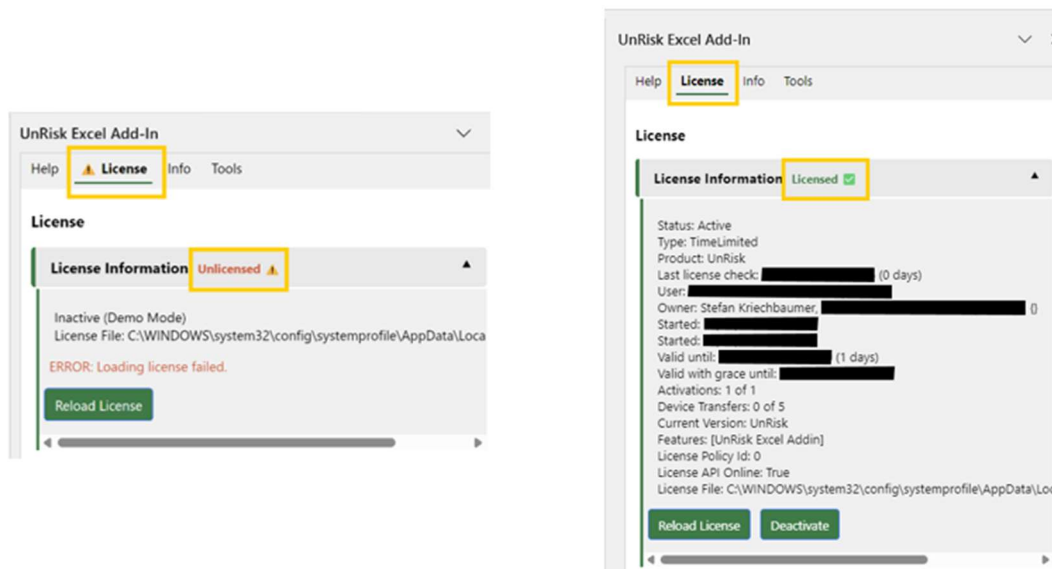 UnRisk Excel Add-In
Help ⚠ License Info Tools
License
License Information Unlicensed ⚠
Inactive (Demo Mode)
License File: C:\WINDOWS\system32\config\systemprofile\AppData\Loca
ERROR: Loading license failed.
Reload License
UnRisk Excel Add-In
Help License Info Tools
License
License Information Licensed ✅
Status: Active
Type: TimeLimited
Product: UnRisk
Last license check: (0 days)
User:
Owner: Stefan Kriechbaumer, ()
Started:
Started:
Valid until: (1 days)
Valid with grace until:
Activations: 1 of 1
Device Transfers: 0 of 5
Current Version: UnRisk
Features: [UnRisk Excel Addin]
License Policy Id: 0
License API Online: True
License File: C:\WINDOWS\system32\config\systemprofile\AppData\Loc
Reload License Deactivate